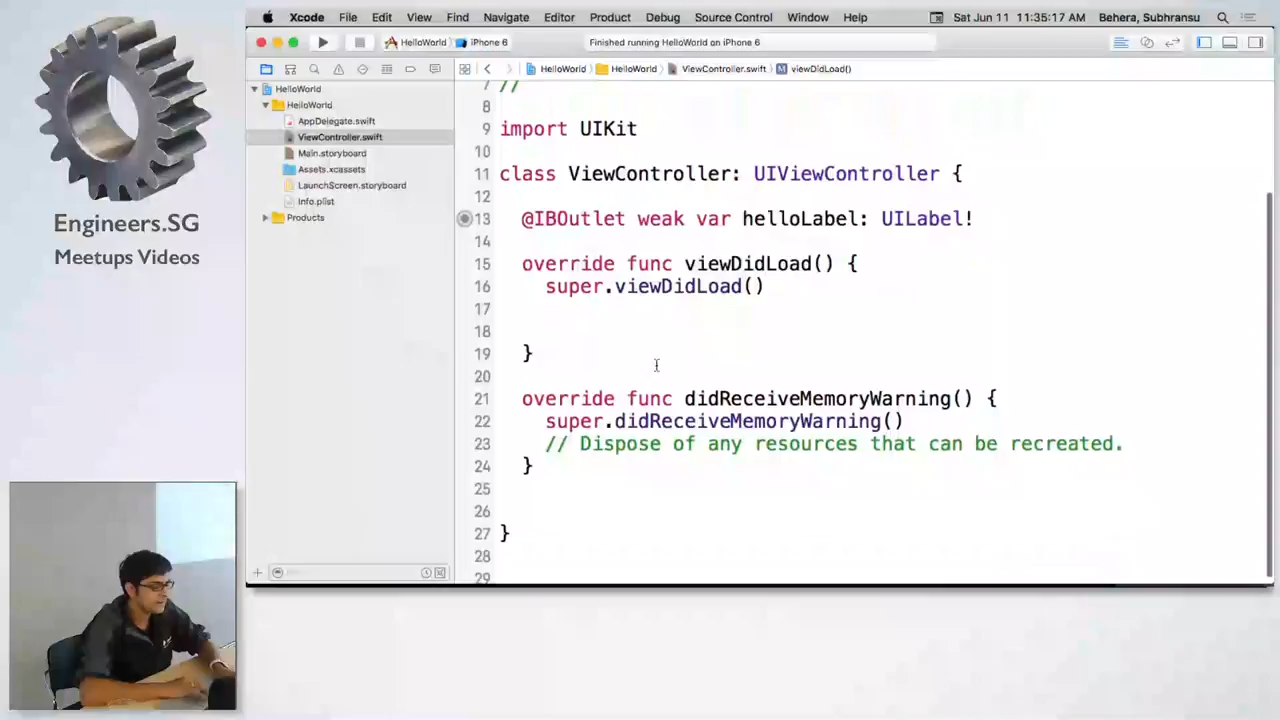 Engineers.SG
Meetups Videos
Xcode File Edit View Find Navigate Editor Product Debug Source Control Window Help Sat Jun 11 11:35:17 AM Behera, Subhransu
HelloWorld iPhone 6 Finished running HelloWorld on iPhone 6
HelloWorld HelloWorld ViewController.swift M viewDidLoad()
HelloWorld
HelloWorld
AppDelegate.swift
ViewController.swift
Main.storyboard
Assets.xcassets
LaunchScreen.storyboard
Info.plist
Products
7 //
8
9 import UIKit
10
11 class ViewController: UIViewController {
12
13 @IBOutlet weak var helloLabel: UILabel!
14
15 override func viewDidLoad() {
16 super.viewDidLoad()
17
18
19 }
20
21 override func didReceiveMemoryWarning() {
22 super.didReceiveMemoryWarning()
23 // Dispose of any resources that can be recreated.
24 }
25
26
27 }
28
29